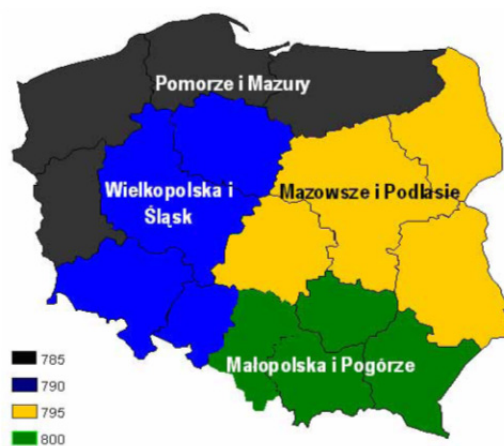 Pomorze i Mazury
Wielkopolska i
Śląsk
Mazowsze i Podlasie
Małopolska i Pogórze
785
790
795
800